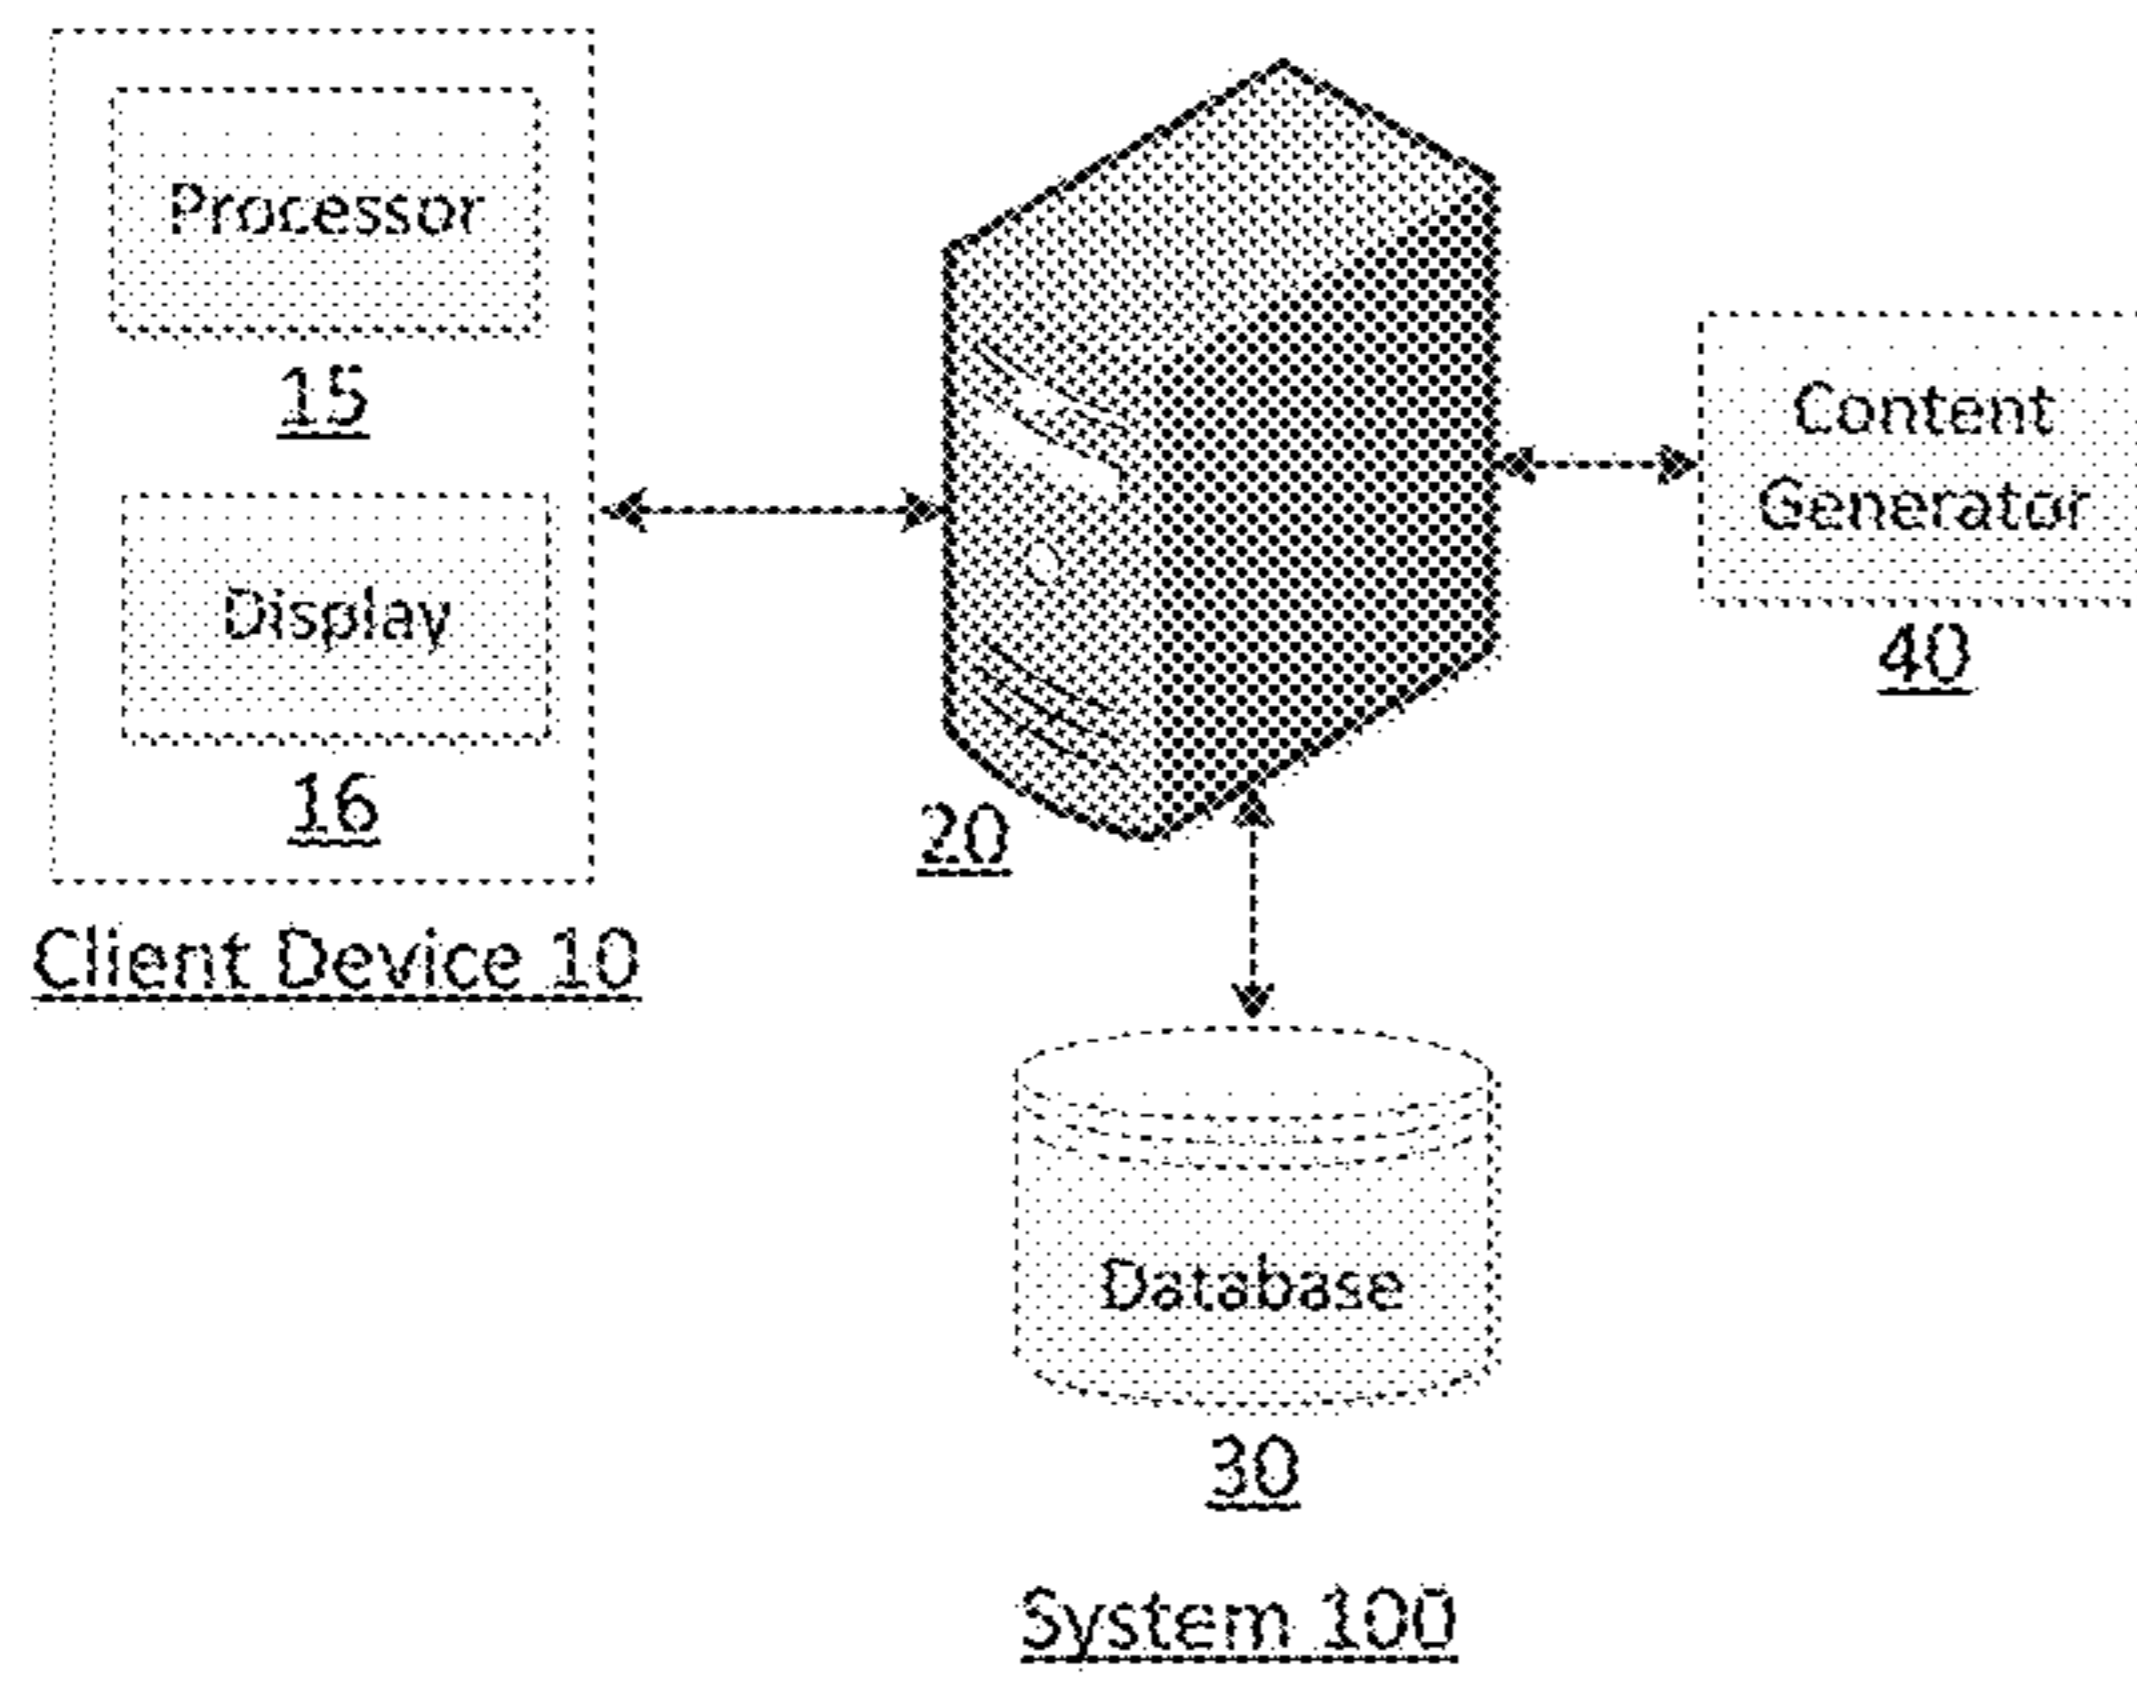 Processor
15
Display
16
Client Device 10
20
Content
Generator
40
Database
30
System 100